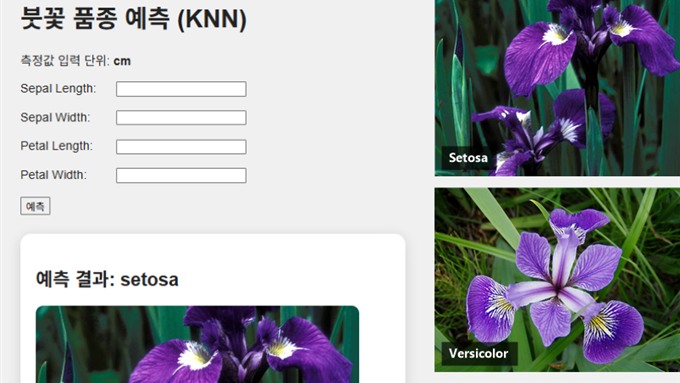 붓꽃 품종 예측 (KNN)
측정값 입력 단위: cm
Sepal Length:
Sepal Width:
Petal Length:
Petal Width:
예측
예측 결과: setosa
Setosa
Versicolor